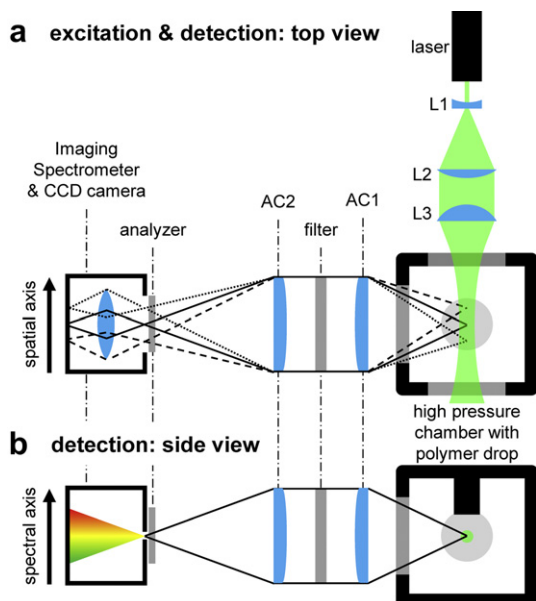 a excitation & detection: top view
laser
L1
Imaging
Spectrometer
& CCD camera
L2
AC2
AC1
L3
analyzer
filter
spatial axis
high pressure
chamber with
polymer drop
b detection: side view
spectral axis